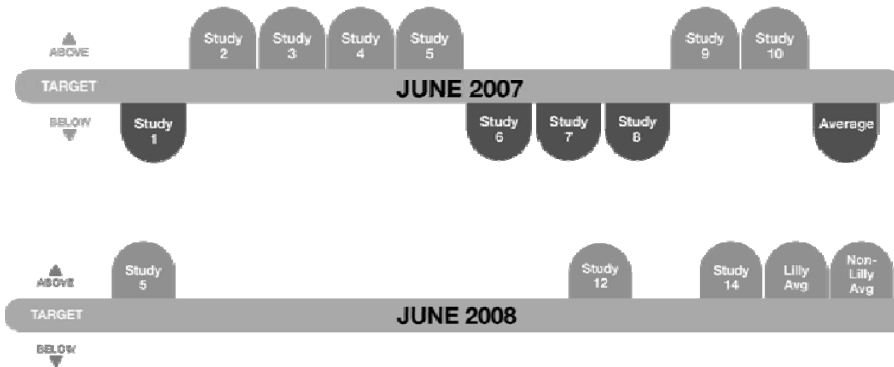 ABOVE
Study
2
Study
3
Study
4
Study
5
Study
9
Study
10
TARGET
JUNE 2007
BELOW
Study
1
Study
6
Study
7
Study
8
Average
ABOVE
Study
5
Study
12
Study
14
Lilly
Avg
Non-
Lilly
Avg
TARGET
JUNE 2008
BELOW